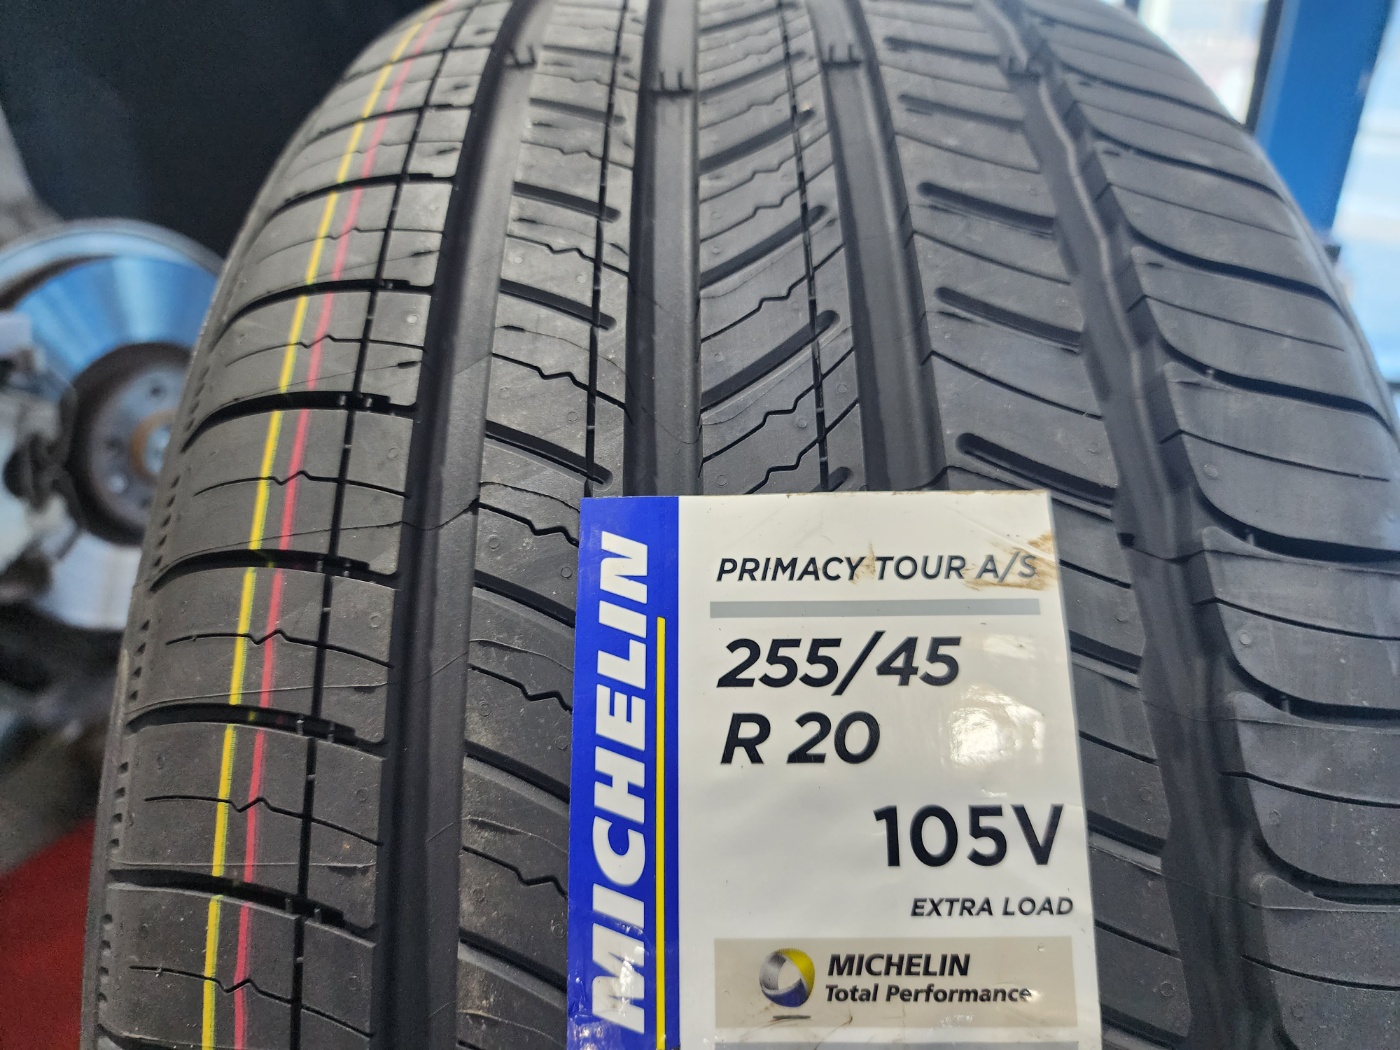 MICHELIN
PRIMACY TOUR A/S
255/45
R 20
105V
EXTRA LOAD
MICHELIN
Total Performance